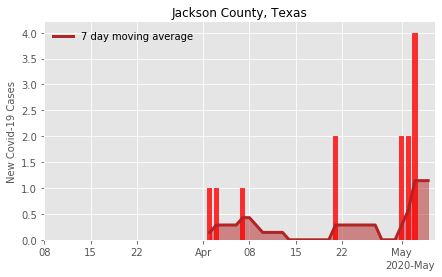 Jackson County, Texas
7 day moving average
New Covid-19 Cases
4.0
3.5
3.0
2.5
2.0
1.5
1.0
0.5
0.0
08 15 22 Apr 08 15 22 May
2020-May